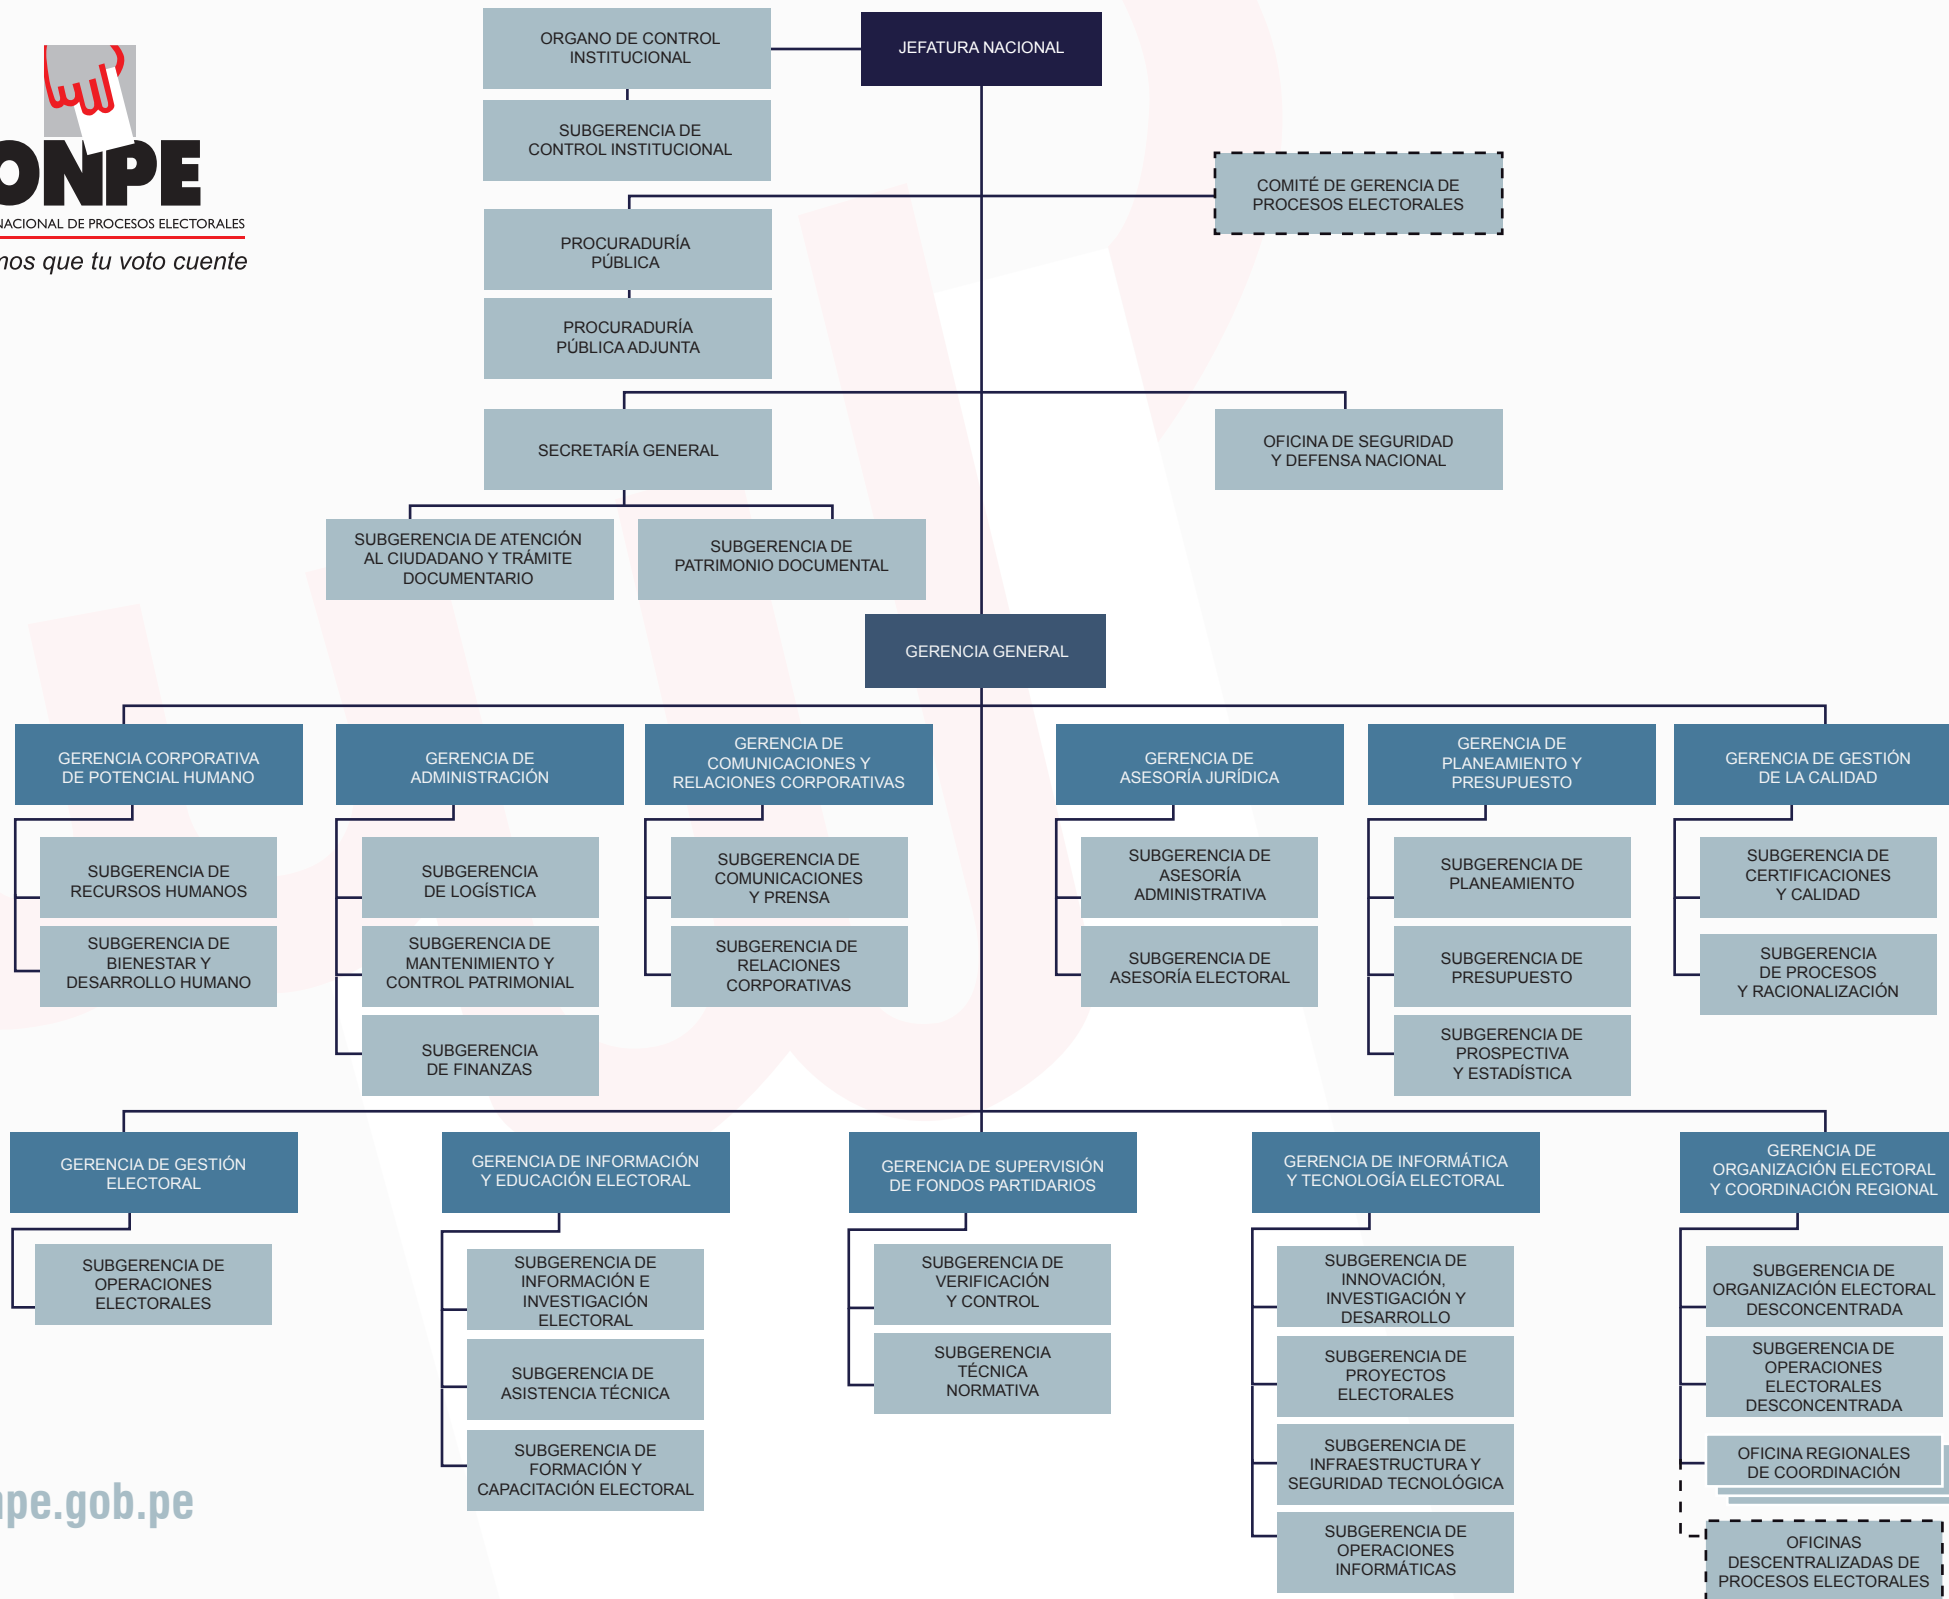 ORGANO DE CONTROL
INSTITUCIONAL
JEFATURA NACIONAL
SUBGERENCIA DE
CONTROL INSTITUCIONAL
ONPE
NACIONAL DE PROCESOS ELECTORALES
que tu voto cuente
COMITÉ DE GERENCIA DE
PROCESOS ELECTORALES
PROCURADURÍA
PÚBLICA
PROCURADURÍA
PÚBLICA ADJUNTA
SECRETARÍA GENERAL
OFICINA DE SEGURIDAD
Y DEFENSA NACIONAL
SUBGERENCIA DE ATENCIÓN
AL CIUDADANO Y TRÁMITE
DOCUMENTARIO
SUBGERENCIA DE
PATRIMONIO DOCUMENTAL
GERENCIA GENERAL
GERENCIA CORPORATIVA
DE POTENCIAL HUMANO
GERENCIA DE
ADMINISTRACIÓN
GERENCIA DE
COMUNICACIONES Y
RELACIONES CORPORATIVAS
GERENCIA DE
ASESORÍA JURÍDICA
GERENCIA DE
PLANEAMIENTO Y
PRESUPUESTO
GERENCIA DE GESTIÓN
DE LA CALIDAD
SUBGERENCIA DE
RECURSOS HUMANOS
SUBGERENCIA DE
BIENESTAR Y
DESARROLLO HUMANO
SUBGERENCIA
DE LOGÍSTICA
SUBGERENCIA DE
MANTENIMIENTO Y
CONTROL PATRIMONIAL
SUBGERENCIA
DE FINANZAS
SUBGERENCIA DE
COMUNICACIONES
Y PRENSA
SUBGERENCIA DE
RELACIONES
CORPORATIVAS
SUBGERENCIA DE
ASESORÍA
ADMINISTRATIVA
SUBGERENCIA DE
ASESORÍA ELECTORAL
SUBGERENCIA DE
PLANEAMIENTO
SUBGERENCIA DE
PRESUPUESTO
SUBGERENCIA DE
PROSPECTIVA
Y ESTADÍSTICA
SUBGERENCIA DE
CERTIFICACIONES
Y CALIDAD
SUBGERENCIA
DE PROCESOS
Y RACIONALIZACIÓN
GERENCIA DE GESTIÓN
ELECTORAL
GERENCIA DE INFORMACIÓN
Y EDUCACIÓN ELECTORAL
GERENCIA DE SUPERVISIÓN
DE FONDOS PARTIDARIOS
GERENCIA DE INFORMÁTICA
Y TECNOLOGÍA ELECTORAL
GERENCIA DE
ORGANIZACIÓN ELECTORAL
Y COORDINACIÓN REGIONAL
SUBGERENCIA DE
OPERACIONES
ELECTORALES
SUBGERENCIA DE
INFORMACIÓN E
INVESTIGACIÓN
ELECTORAL
SUBGERENCIA DE
ASISTENCIA TÉCNICA
SUBGERENCIA DE
FORMACIÓN Y
CAPACITACIÓN ELECTORAL
SUBGERENCIA DE
VERIFICACIÓN
Y CONTROL
SUBGERENCIA
TÉCNICA
NORMATIVA
SUBGERENCIA DE
INNOVACIÓN,
INVESTIGACIÓN Y
DESARROLLO
SUBGERENCIA DE
PROYECTOS
ELECTORALES
SUBGERENCIA DE
INFRAESTRUCTURA Y
SEGURIDAD TECNOLÓGICA
SUBGERENCIA DE
OPERACIONES
INFORMÁTICAS
SUBGERENCIA DE
ORGANIZACIÓN ELECTORAL
DESCONCENTRADA
SUBGERENCIA DE
OPERACIONES
ELECTORALES
DESCONCENTRADA
OFICINA REGIONALES
DE COORDINACIÓN
OFICINAS
DESCENTRALIZADAS DE
PROCESOS ELECTORALES
pe.gob.pe